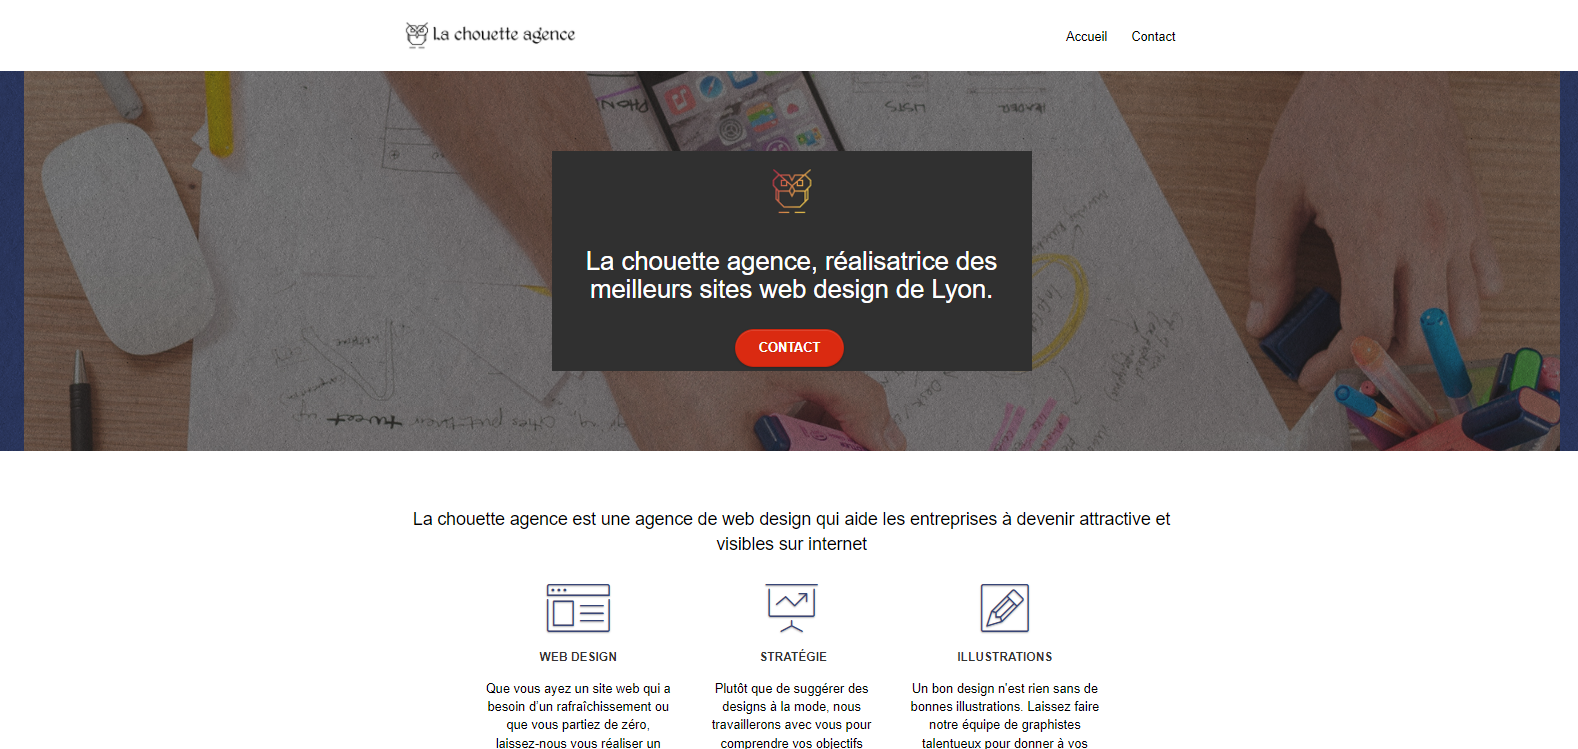 La chouette agence
Accueil Contact
PHON
LISTS
HEADER
La chouette agence, réalisatrice des
meilleurs sites web design de Lyon.
CONTACT
tweet
La chouette agence est une agence de web design qui aide les entreprises à devenir attractive et
visibles sur internet
WEB DESIGN
Que vous ayez un site web qui a
besoin d'un rafraîchissement ou
que vous partiez de zéro,
laissez-nous vous réaliser un
STRATÉGIE
Plutôt que de suggérer des
designs à la mode, nous
travaillerons avec vous pour
comprendre vos objectifs
ILLUSTRATIONS
Un bon design n'est rien sans de
bonnes illustrations. Laissez faire
notre équipe de graphistes
talentueux pour donner à vos